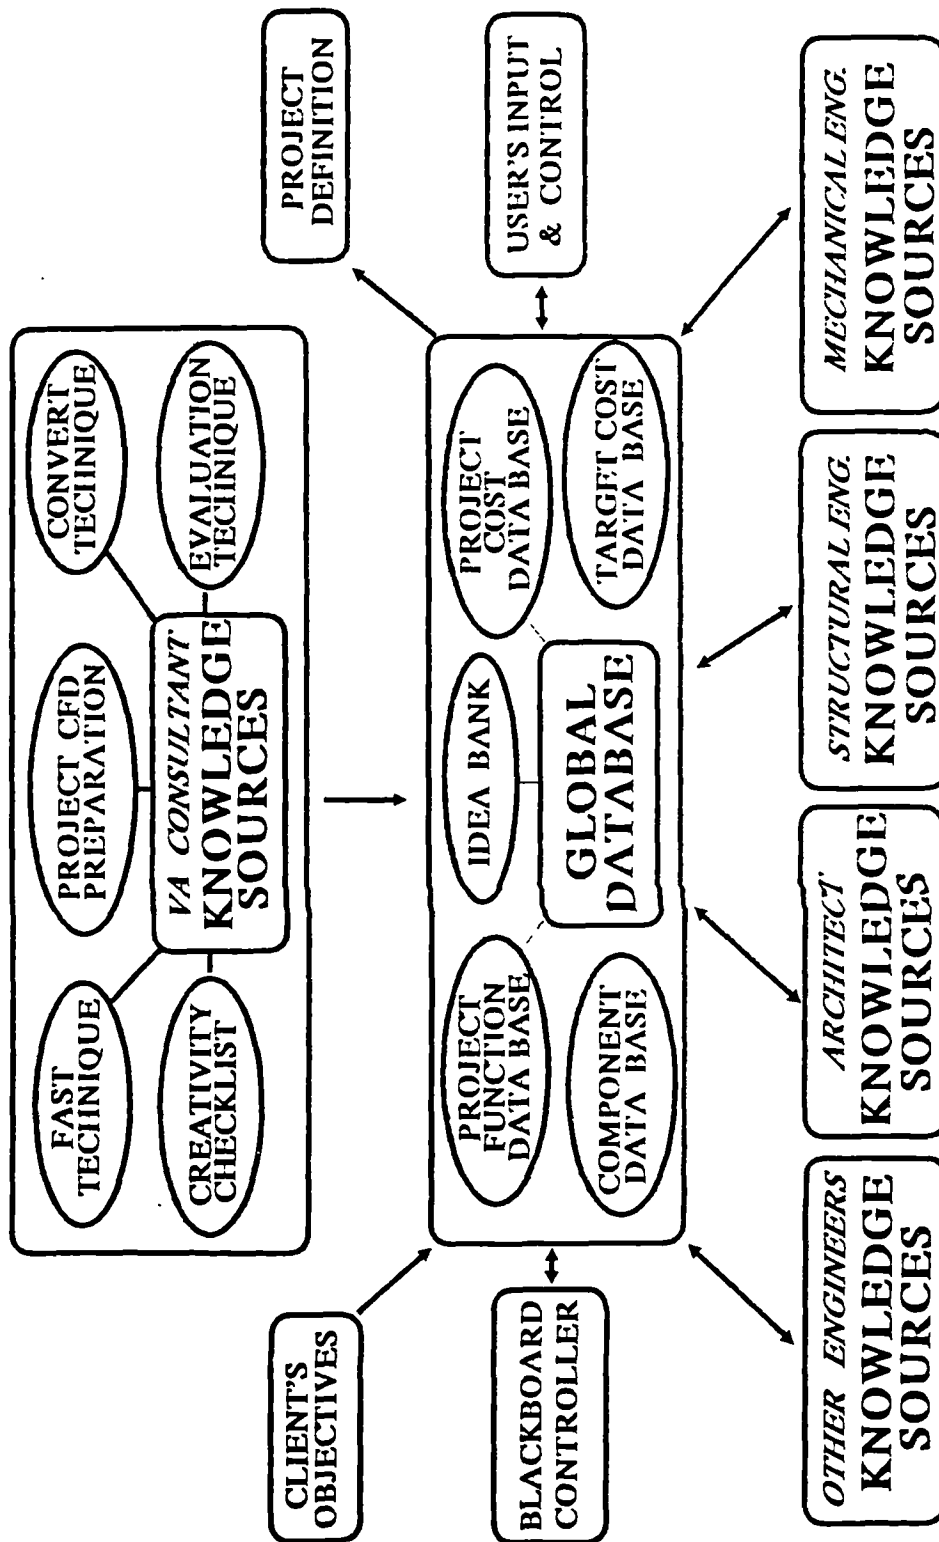 FAST
TECHNIQUE
PROJECT CFD
PREPARATION
CONVERT
TECHNIQUE
CREATIVITY
CHECKLIST
VA CONSULTANT
KNOWLEDGE
SOURCES
EVALUATION
TECHNIQUE
CLIENT'S
OBJECTIVES
PROJECT
DEFINITION
PROJECT
FUNCTION
DATA BASE
IDEA BANK
PROJECT
COST
DATA BASE
BLACKBOARD
CONTROLLER
USER'S INPUT
& CONTROL
COMPONENT
DATA BASE
GLOBAL
DATABASE
TARGET COST
DATA BASE
OTHER ENGINEERS
KNOWLEDGE
SOURCES
ARCHITECT
KNOWLEDGE
SOURCES
STRUCTURAL ENG.
KNOWLEDGE
SOURCES
MECHANICAL ENG.
KNOWLEDGE
SOURCES